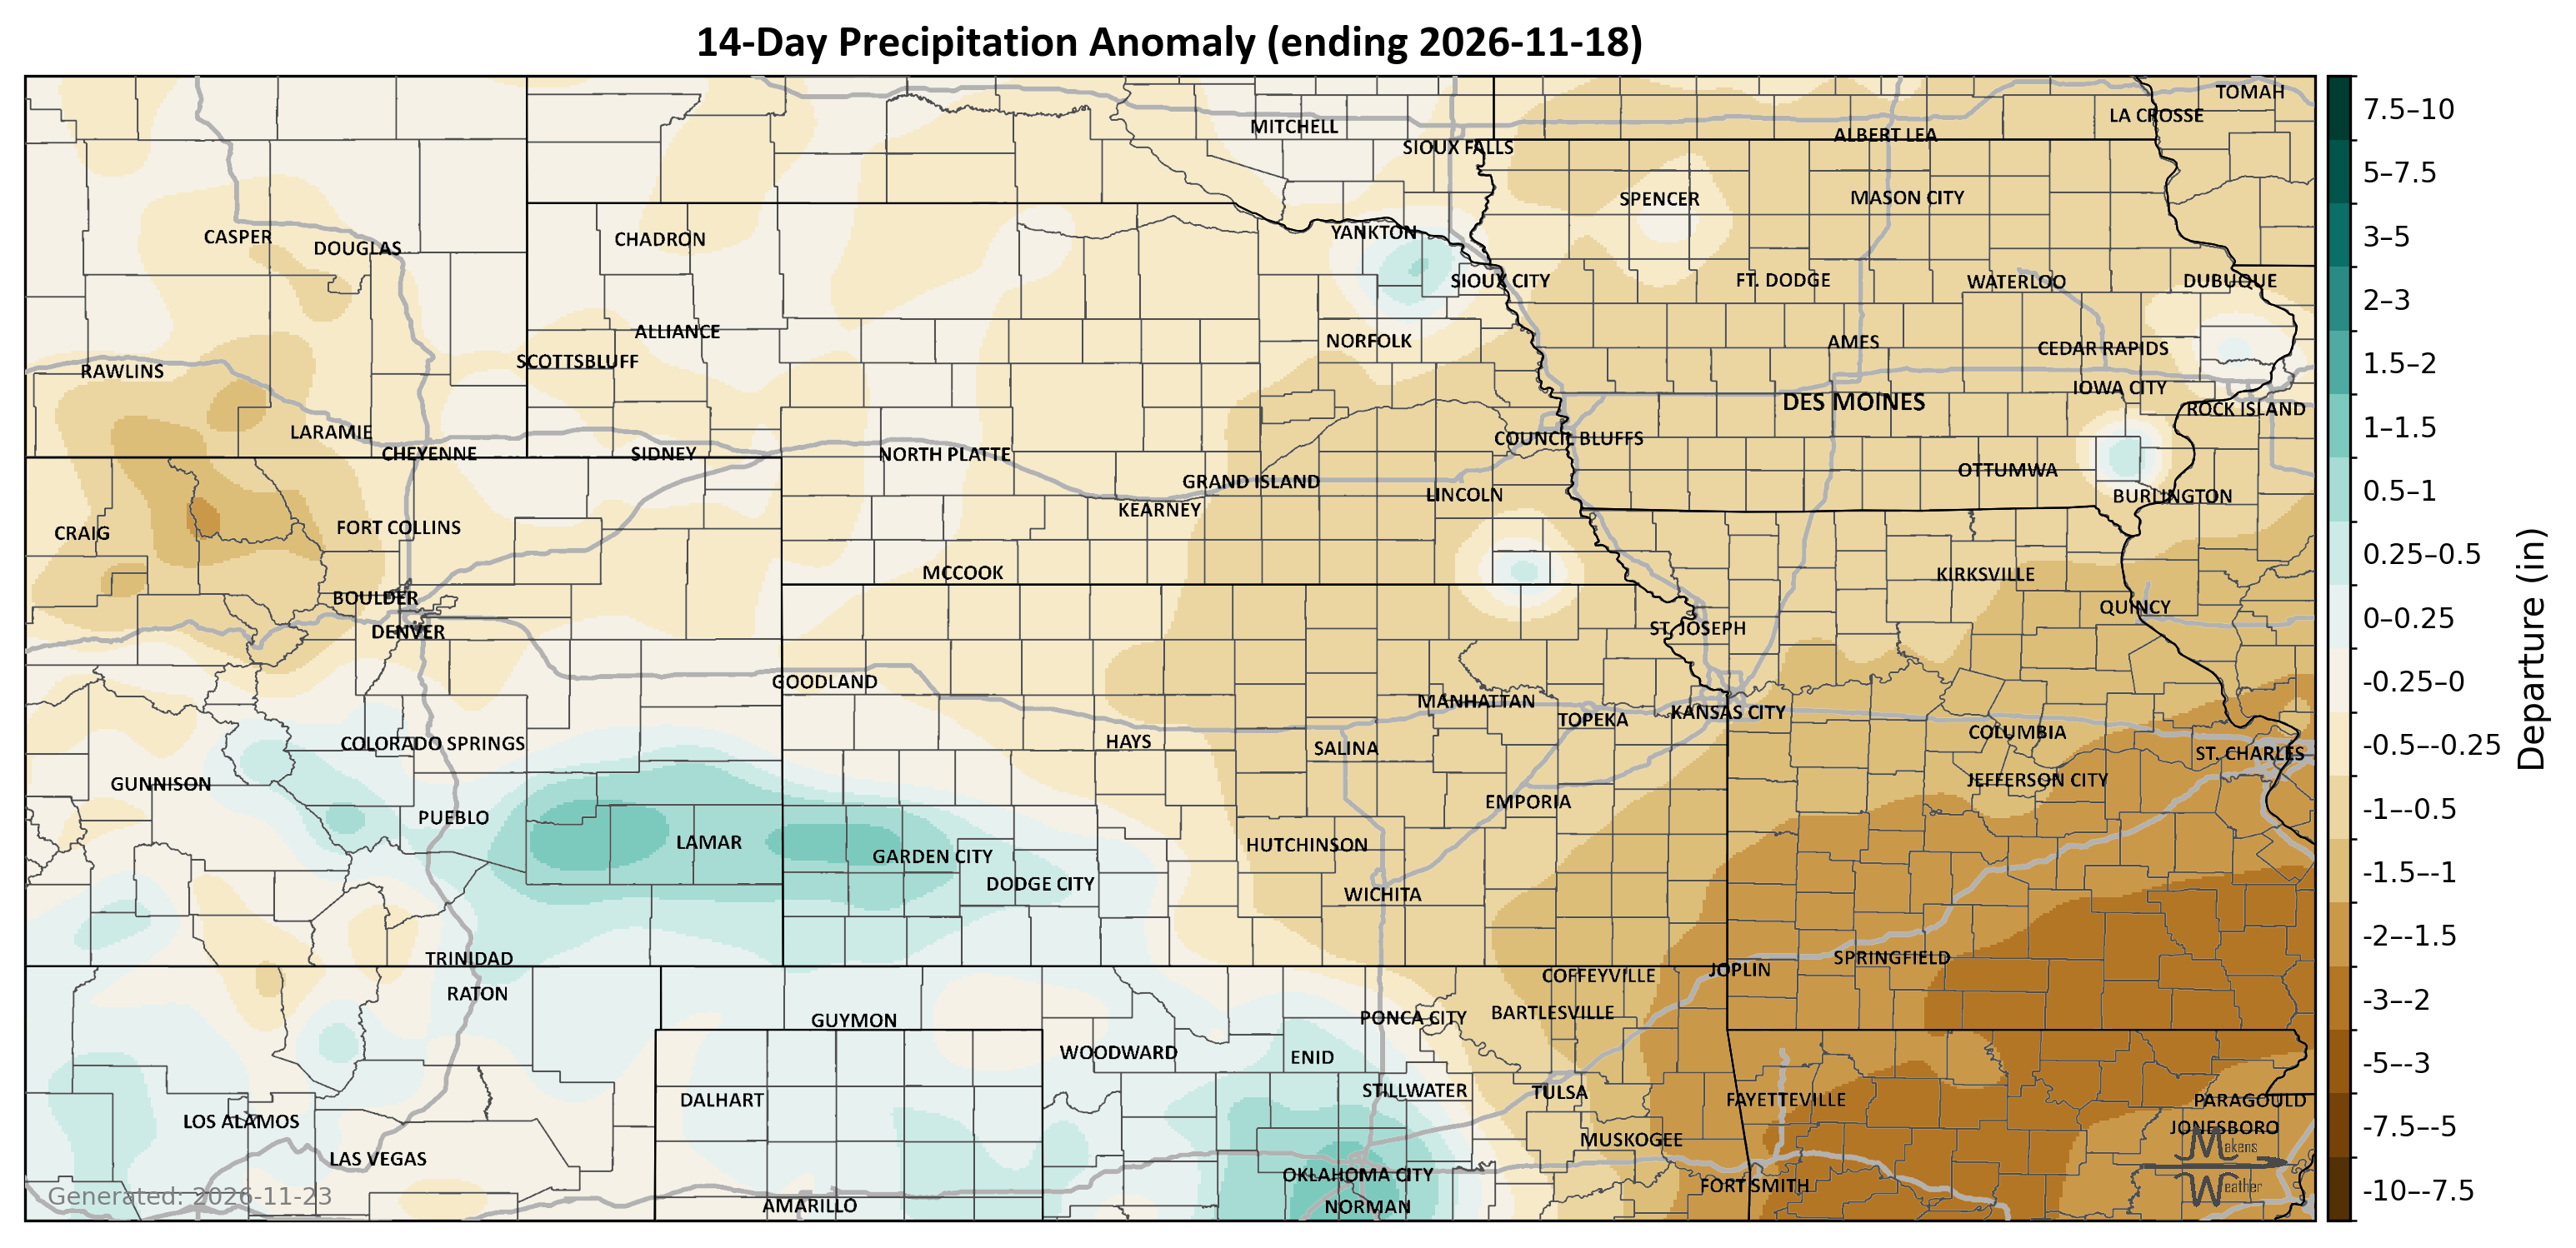 14-Day Precipitation Anomaly (ending 2026-11-18)
TOMAH
LA CROSSE
MITCHELL
ALBERT LEA
SIOUX FALLS
SPENCER
MASON CITY
CASPER
DOUGLAS
CHADRON
YANKTON
SIOUX CITY
FT. DODGE
WATERLOO
DUBUQUE
ALLIANCE
NORFOLK
AMES
CEDAR RAPIDS
SCOTTSBLUFF
RAWLINS
IOWA CITY
DES MOINES
ROCK ISLAND
LARAMIE
COUNCIL BLUFFS
CHEYENNE
SIDNEY
NORTH PLATTE
OTTUMWA
GRAND ISLAND
LINCOLN
BURLINGTON
KEARNEY
CRAIG
FORT COLLINS
MCCOOK
KIRKSVILLE
BOULDER
QUINCY
DENVER
ST. JOSEPH
GOODLAND
MANHATTAN
TOPEKA
KANSAS CITY
COLUMBIA
COLORADO SPRINGS
HAYS
SALINA
ST. CHARLES
GUNNISON
JEFFERSON CITY
PUEBLO
EMPORIA
LAMAR
GARDEN CITY
HUTCHINSON
DODGE CITY
WICHITA
TRINIDAD
SPRINGFIELD
JOPLIN
COFFEYVILLE
RATON
GUYMON
PONCA CITY
BARTLESVILLE
WOODWARD
ENID
STILLWATER
TULSA
DALHART
FAYETTEVILLE
PARAGOULD
LOS ALAMOS
JONESBORO
MUSKOGEE
LAS VEGAS
OKLAHOMA CITY
FORT SMITH
AMARILLO
NORMAN
Generated: 2026-11-23
Makens
Weather
7.5–10
5–7.5
3–5
2–3
1.5–2
1–1.5
0.5–1
0.25–0.5
0–0.25
-0.25–0
-0.5–-0.25
-1–-0.5
-1.5–-1
-2–-1.5
-3–-2
-5–-3
-7.5–-5
-10–-7.5
Departure (in)